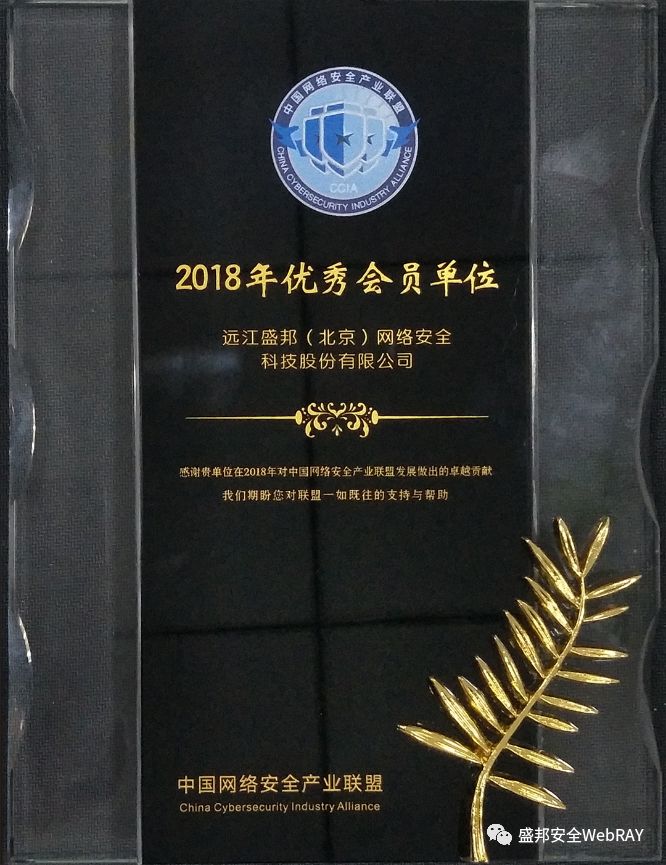 中国网络安全产业联盟
CCIA
CHINA CYBERSECURITY INDUSTRY ALLIANCE
2018年优秀会员单位
远江盛邦（北京）网络安全
科技股份有限公司
感谢贵单位在2018年对中国网络安全产业联盟发展做出的卓越贡献
我们期盼您对联盟一如既往的支持与帮助
中国网络安全产业联盟
China Cybersecurity Industry Alliance
盛邦安全WebRAY